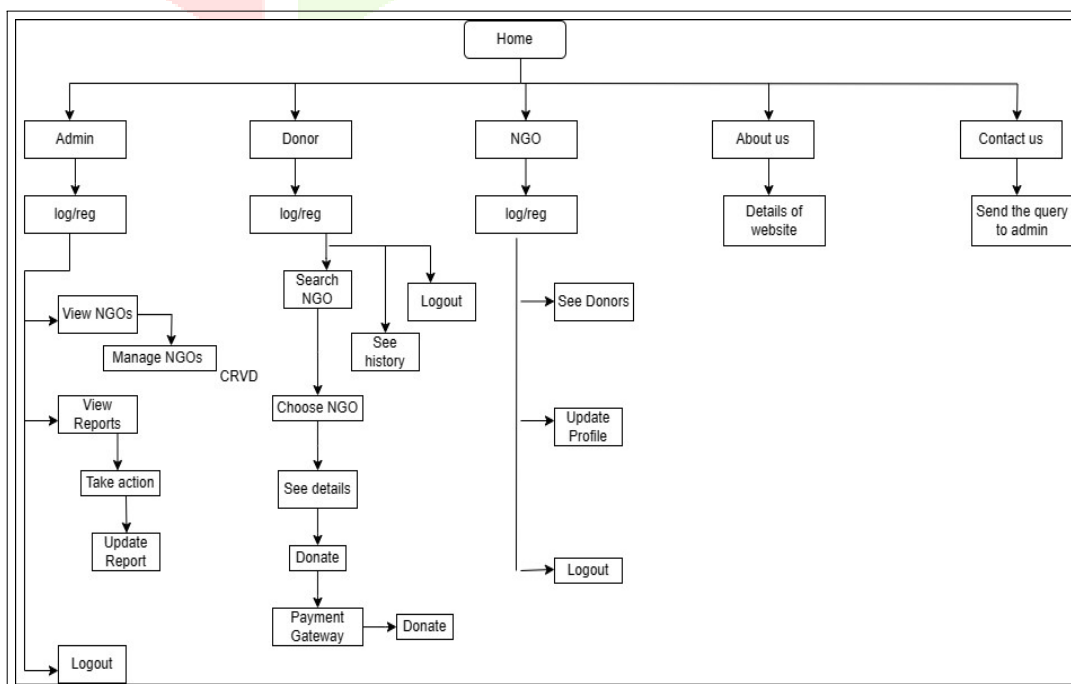 Home
Admin
Donor
NGO
About us
Contact us
log/reg
log/reg
log/reg
Details of
website
Send the query
to admin
Search
NGO
Logout
See Donors
View NGOs
See
history
Manage NGOs
CRVD
View
Reports
Choose NGO
Update
Profile
Take action
See details
Update
Report
Donate
Logout
Payment
Gateway
Donate
Logout